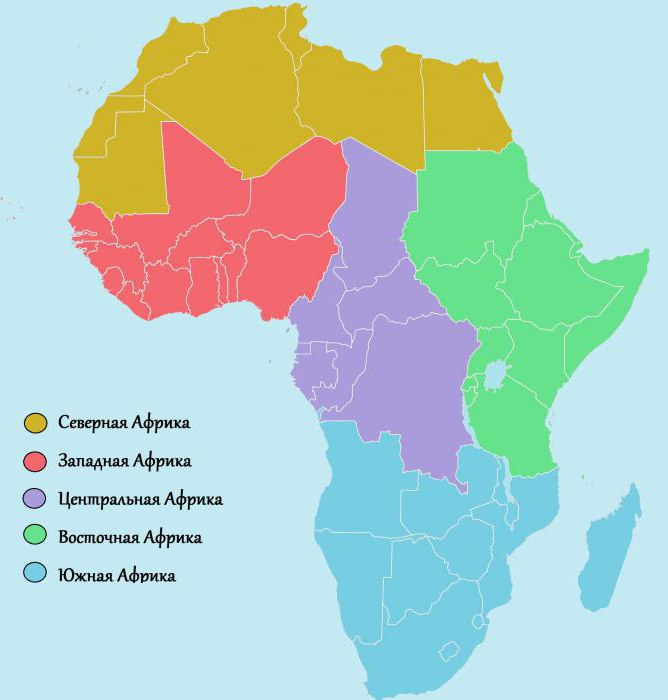 Северная Африка
Западная Африка
Центральная Африка
Восточная Африка
Южная Африка